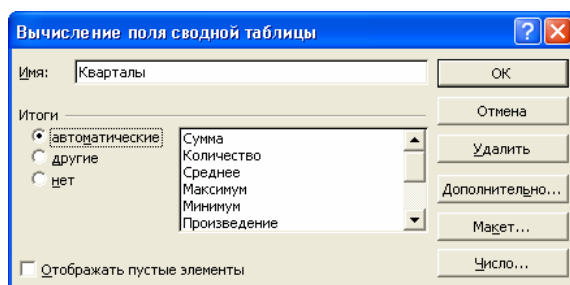 Вычисление поля сводной таблицы
Имя: Кварталы
ОК
Отмена
Удалить
Дополнительно...
Макет...
Число...
Итоги
автоматические
другие
нет
Сумма
Количество
Среднее
Максимум
Минимум
Произведение
Отображать пустые элементы